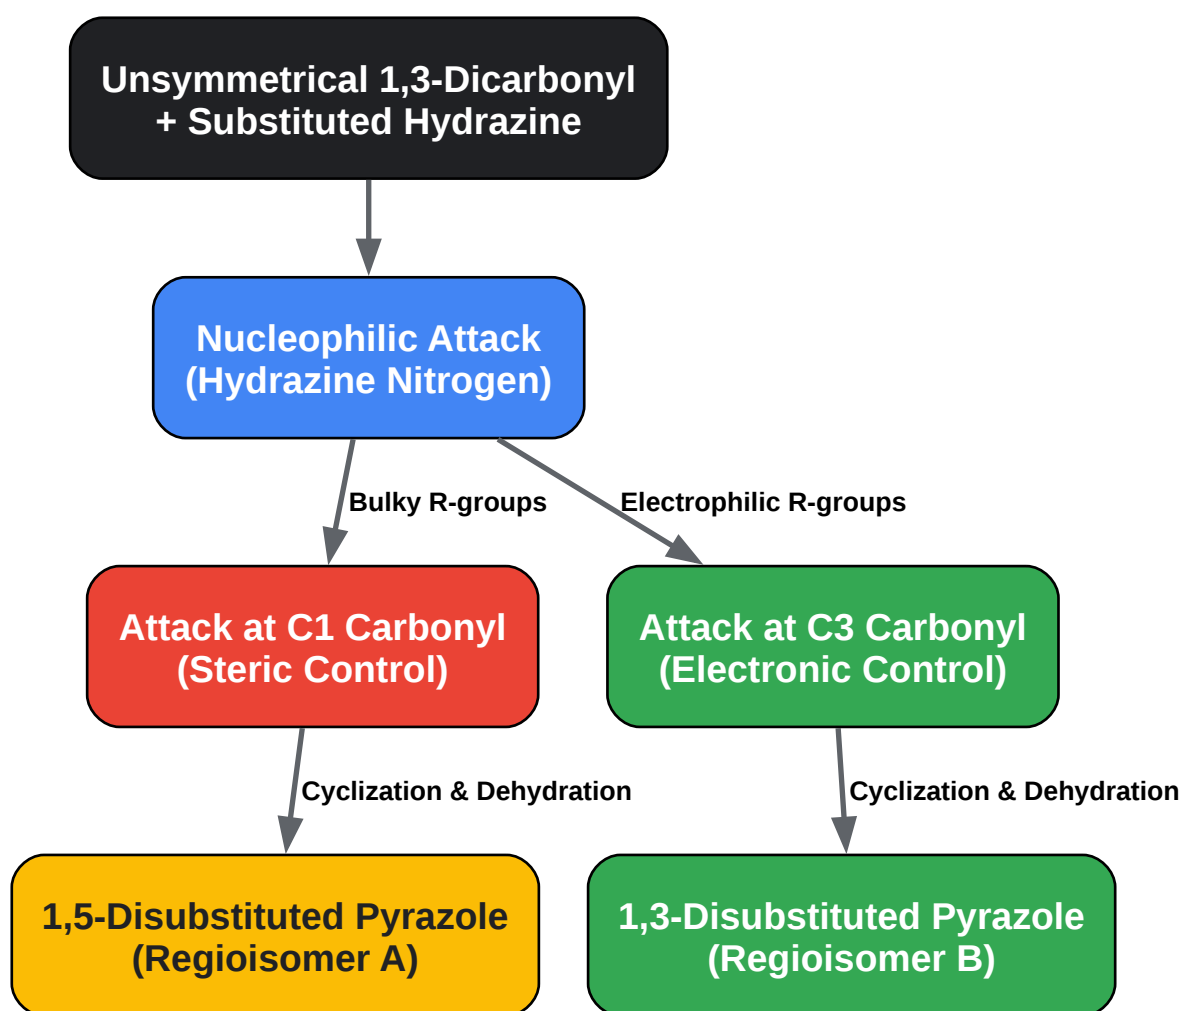 Unsymmetrical 1,3-Dicarbonyl
+ Substituted Hydrazine
Nucleophilic Attack
(Hydrazine Nitrogen)
Bulky R-groups
Electrophilic R-groups
Attack at C1 Carbonyl
(Steric Control)
Attack at C3 Carbonyl
(Electronic Control)
Cyclization & Dehydration
Cyclization & Dehydration
1,5-Disubstituted Pyrazole
(Regioisomer A)
1,3-Disubstituted Pyrazole
(Regioisomer B)